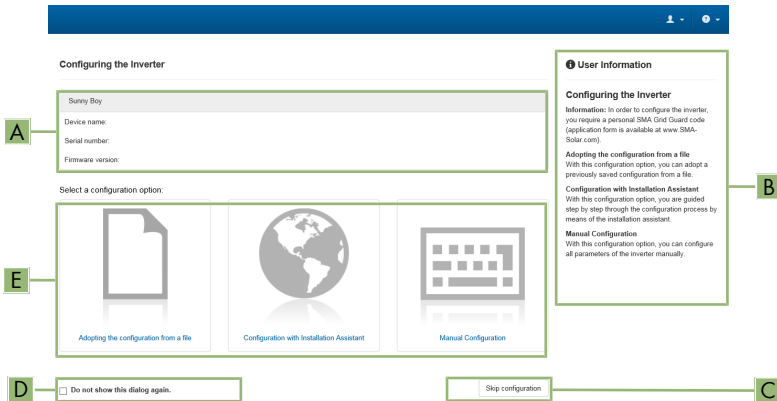 Configuring the Inverter
Sunny Boy
Device name:
Serial number:
Firmware version:
A
Select a configuration option:
E
Adopting the configuration from a file
Configuration with Installation Assistant
Manual Configuration
D
Do not show this dialog again.
Skip configuration
C
User Information
Configuring the Inverter
Information: In order to configure the inverter,
you require a personal SMA Grid Guard code
(application form is available at www.SMA-
Solar.com).
Adopting the configuration from a file
With this configuration option, you can adopt a
previously saved configuration from a file.
Configuration with Installation Assistant
With this configuration option, you are guided
step by step through the configuration process by
means of the installation assistant.
Manual Configuration
With this configuration option, you can configure
all parameters of the inverter manually.
B